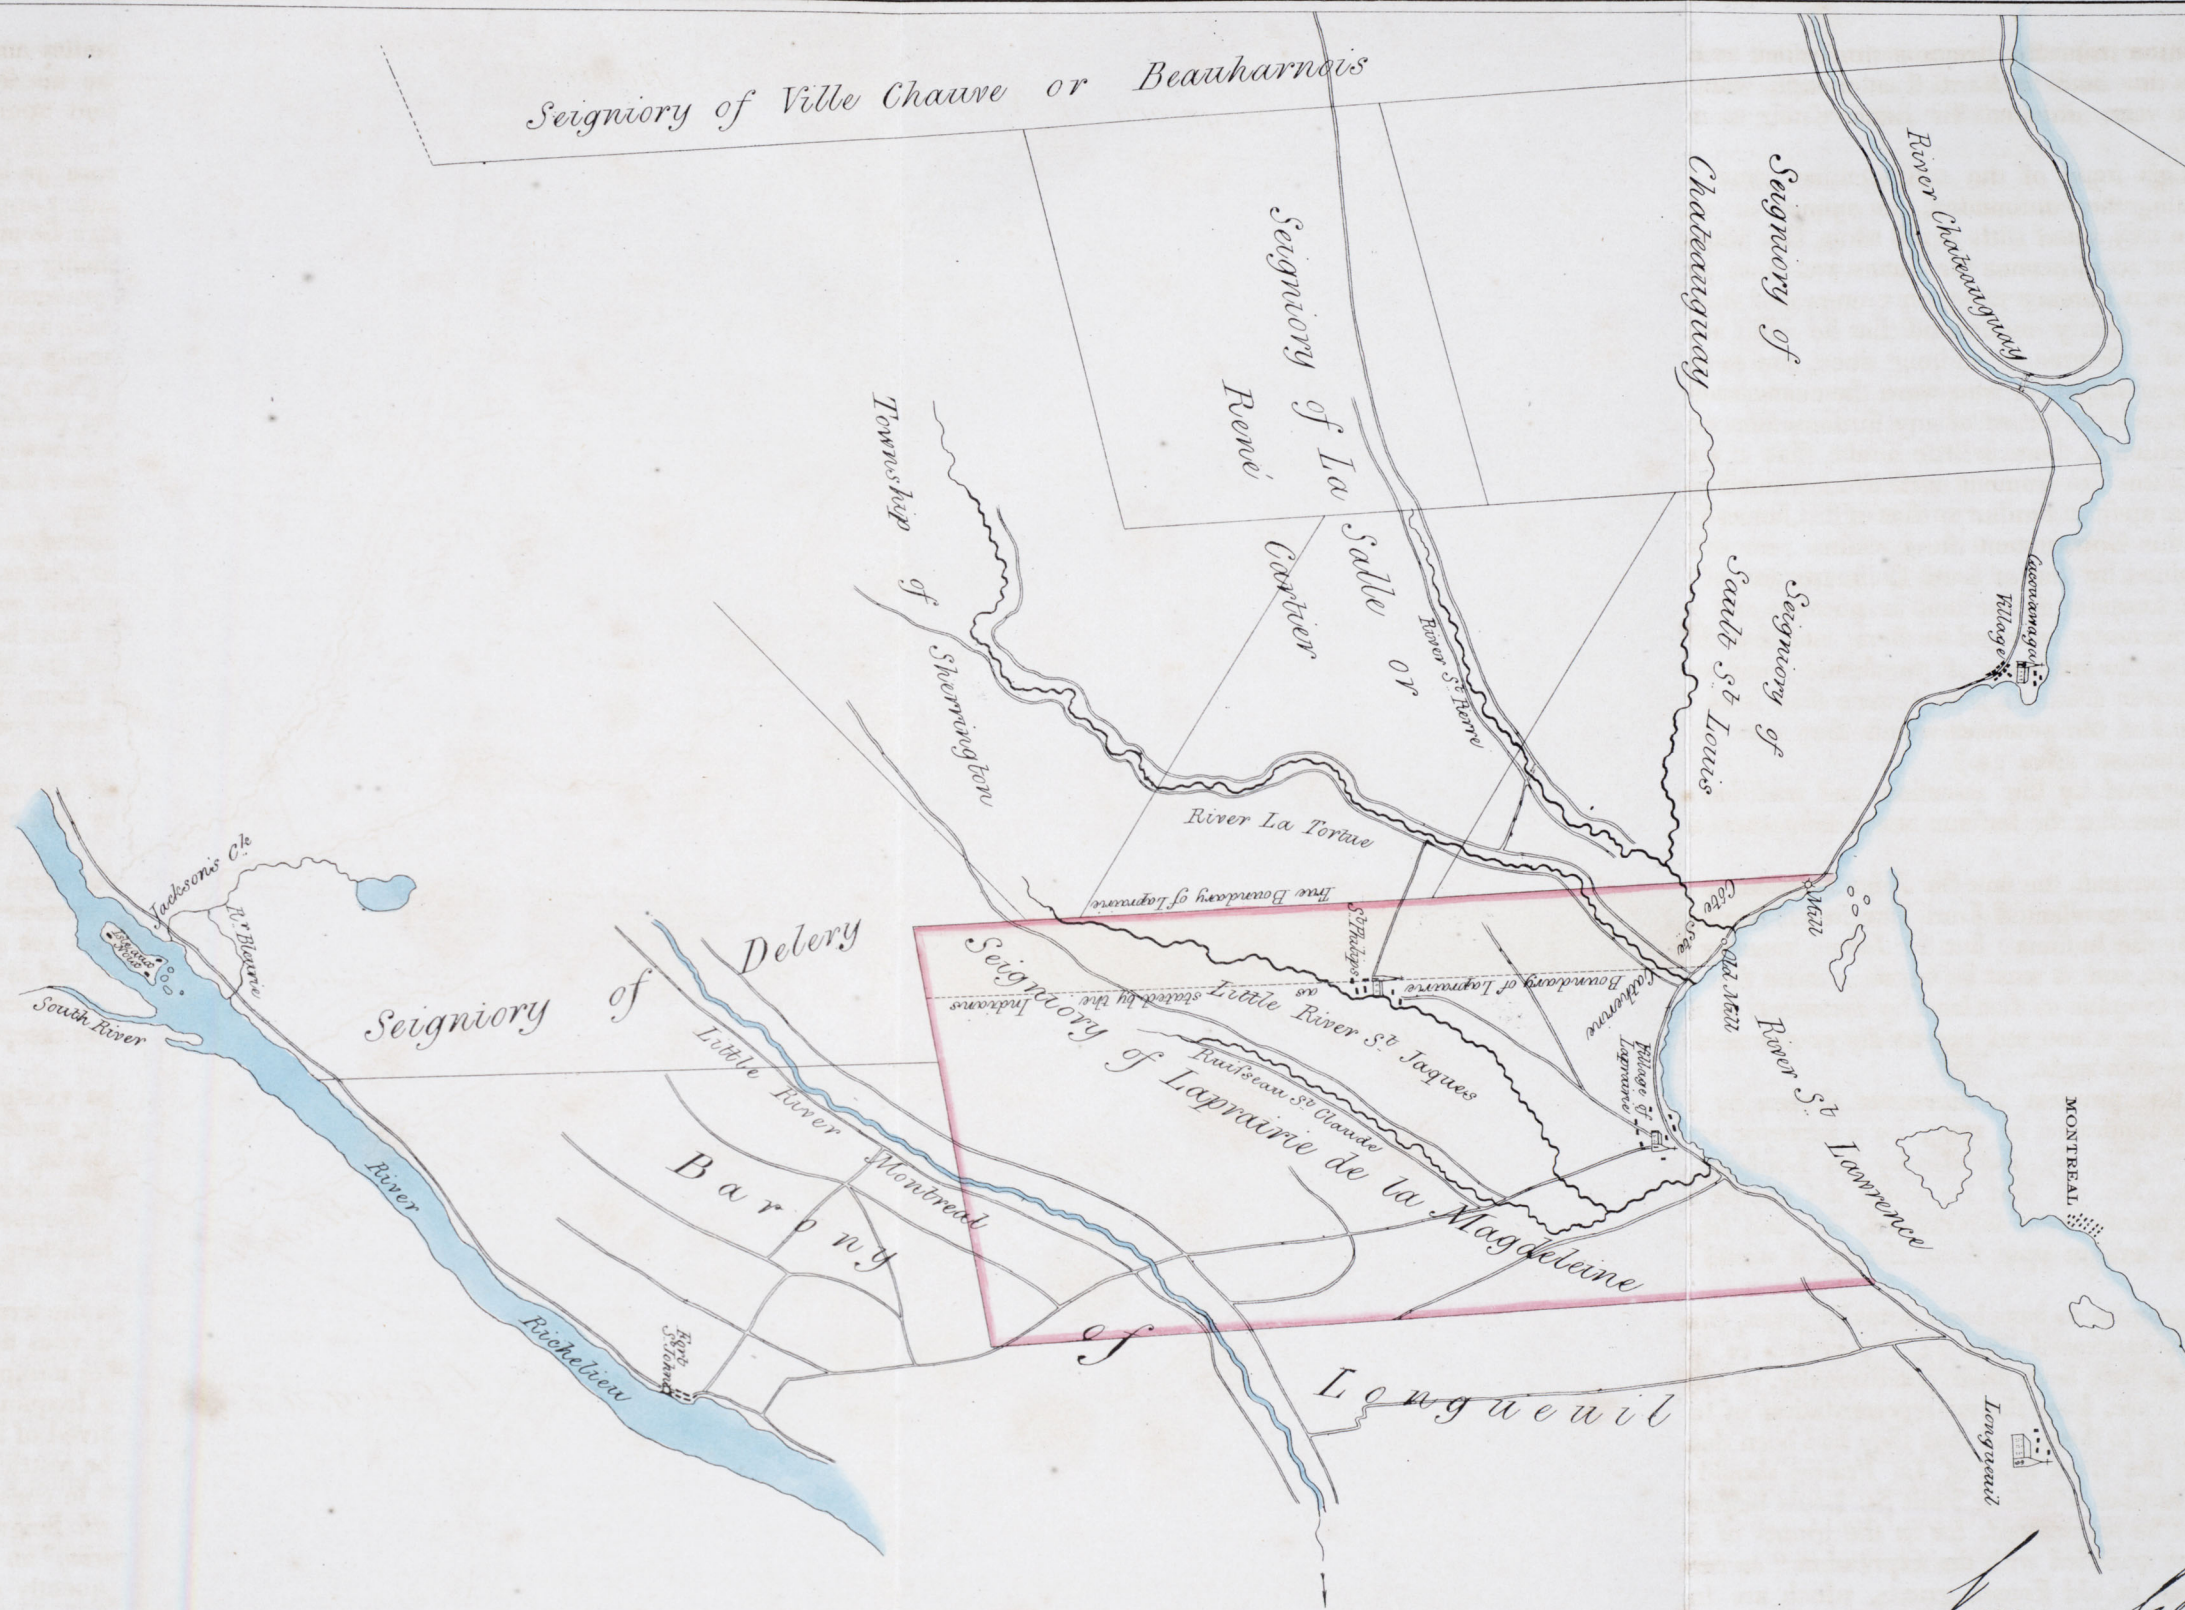 Seigniory of Ville Chauve or Beauharnois
River Chateauguay
Seigniory of
Chateauguay
Seigniory of La Salle or
René Cartier
Township of Sherrington
Seigniory of
Sault St. Louis
Village
River St. Pierre
River La Tortue
True Boundary of Laprairie
Mill
Côte Ste Catherine
Old Mill
St. Philips
Boundary of Laprairie as stated by the Indians
Little River St. Jaques
Ruisseau St. Claude
Seigniory of Laprairie de la Magdeleine
Village of
Laprairie
River St. Lawrence
MONTREAL
Jackson's Ck.
South River
Seigniory of Delery
Little River Montreal
Barony of Longueuil
River Richelieu
Fort
St. Johns
Longueuil